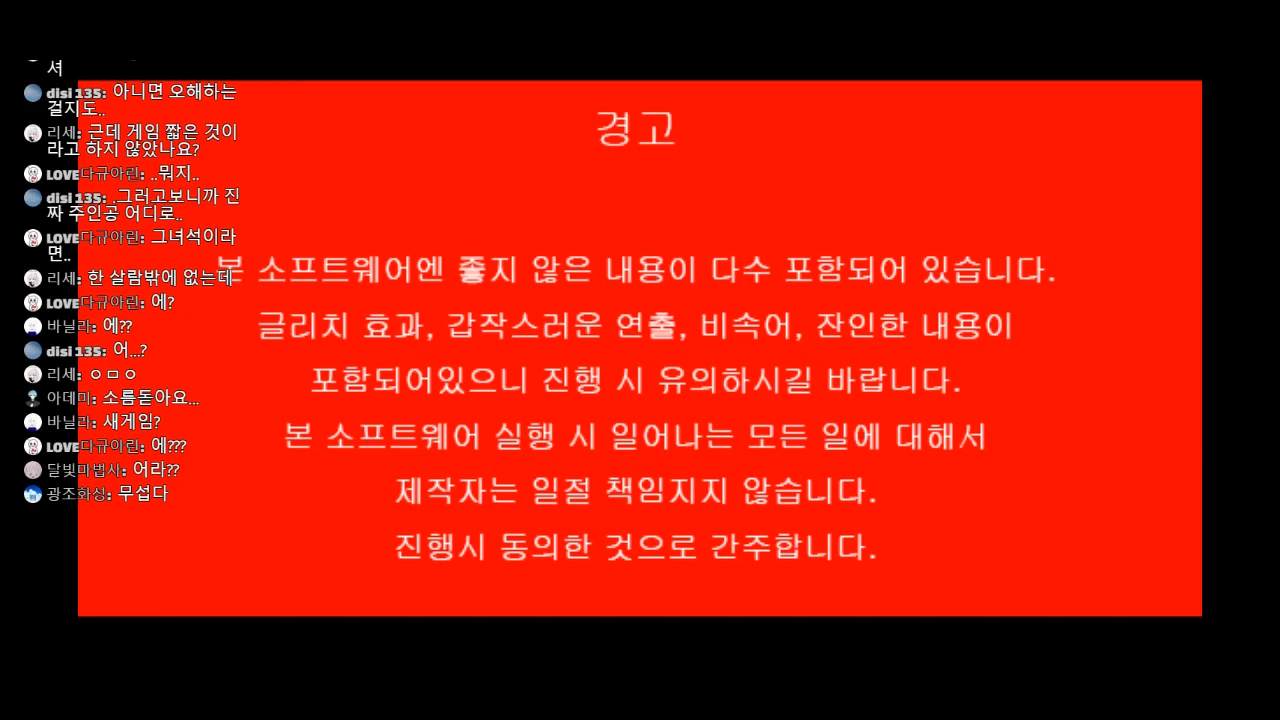 셔
disi 135: 아니면 오해하는
걸지도..
리세: 근데 게임 짧은 것이
라고 하지 않았나요?
LOVE다규아린: ..뭐지..
disi 135: .그러고보니까 진
짜 주인공 어디로..
LOVE다규아린: 그녀석이라
면..
리세: 한 살람밖에 없는데
LOVE다규아린: 에?
바닐라: 에??
disi 135: 어...?
리세: ㅇㅁㅇ
아데미: 소름돋아요...
바닐라: 새게임?
LOVE다규아린: 에???
달빛마법사: 어라??
광조화성: 무섭다
경고
본 소프트웨어엔 좋지 않은 내용이 다수 포함되어 있습니다.
글리치 효과, 갑작스러운 연출, 비속어, 잔인한 내용이
포함되어있으니 진행 시 유의하시길 바랍니다.
본 소프트웨어 실행 시 일어나는 모든 일에 대해서
제작자는 일절 책임지지 않습니다.
진행시 동의한 것으로 간주합니다.